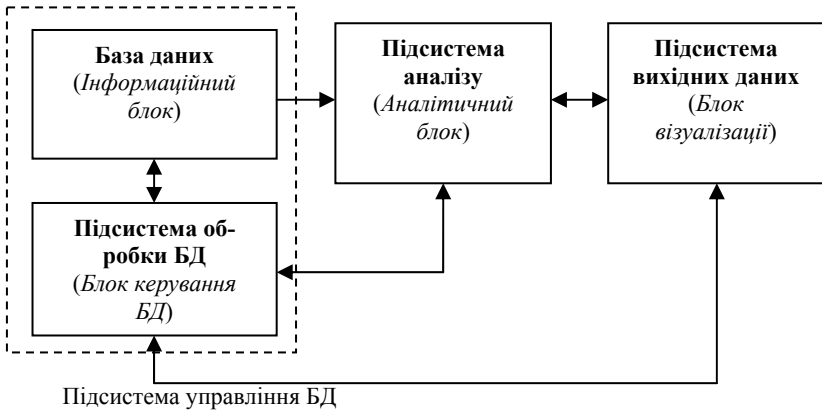 База даних
(Інформаційний
блок)
Підсистема
аналізу
(Аналітичний
блок)
Підсистема
вихідних даних
(Блок
візуалізації)
Підсистема об-
робки БД
(Блок керування
БД)
Підсистема управління БД